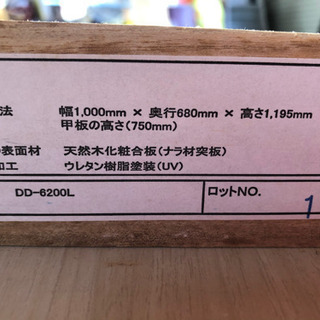 法 幅1,000mm × 奥行680mm × 高さ1,195mm
甲板の高さ(750mm)
表面材 天然木化粧合板(ナラ材突板)
加工 ウレタン樹脂塗装(UV)
DD-6200L ロットNO. 1